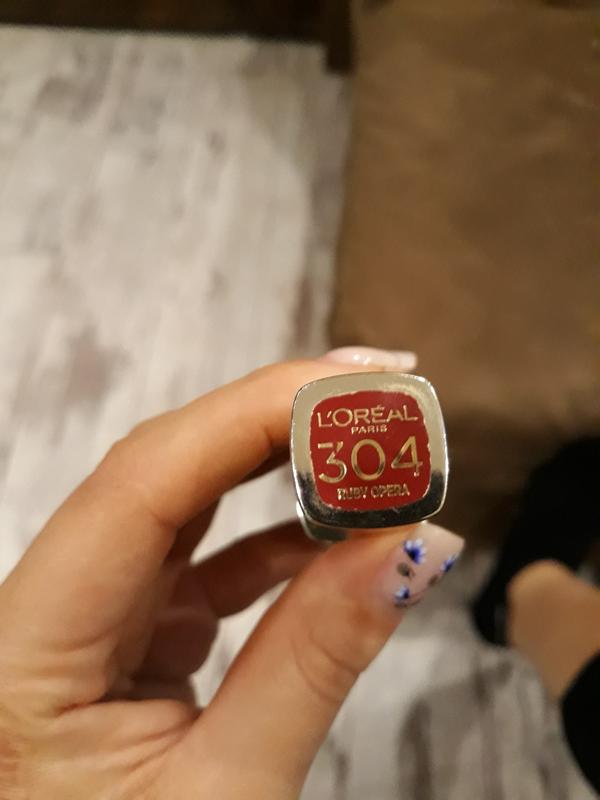 L'ORÉAL
PARIS
304
RUBY OPERA